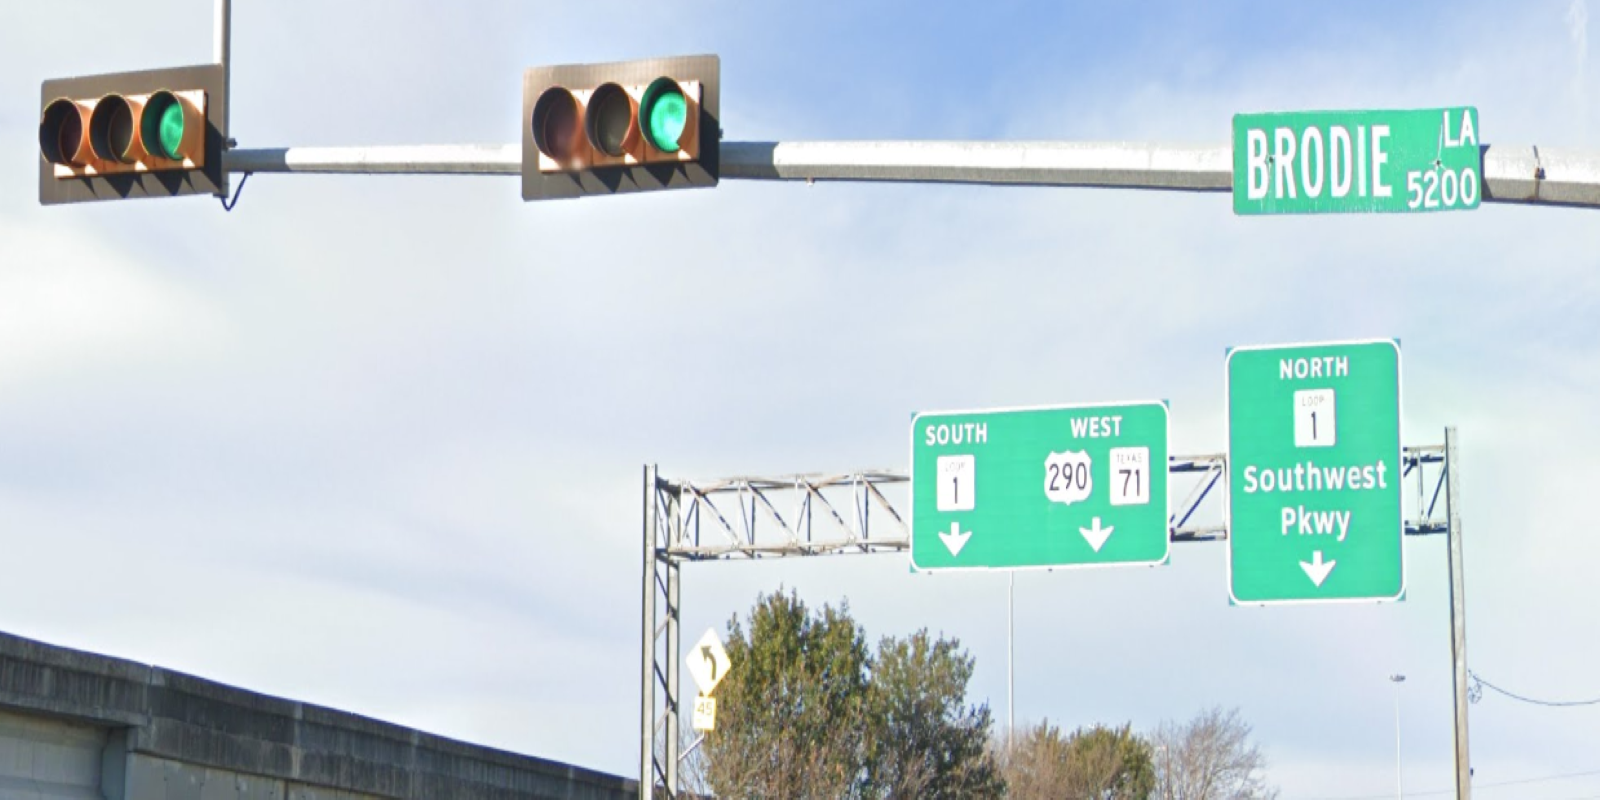 BRODIE LA
5200
NORTH
LOOP
1
Southwest
Pkwy
SOUTH WEST
LOOP TEXAS
1 290 71
45